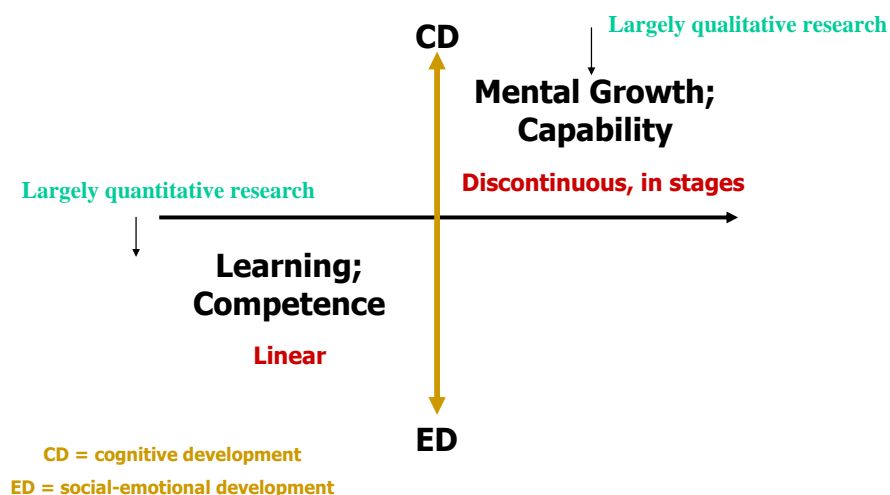 CD
Largely qualitative research
Mental Growth;
Capability
Discontinuous, in stages
Largely quantitative research
Learning;
Competence
Linear
ED
CD = cognitive development
ED = social-emotional development